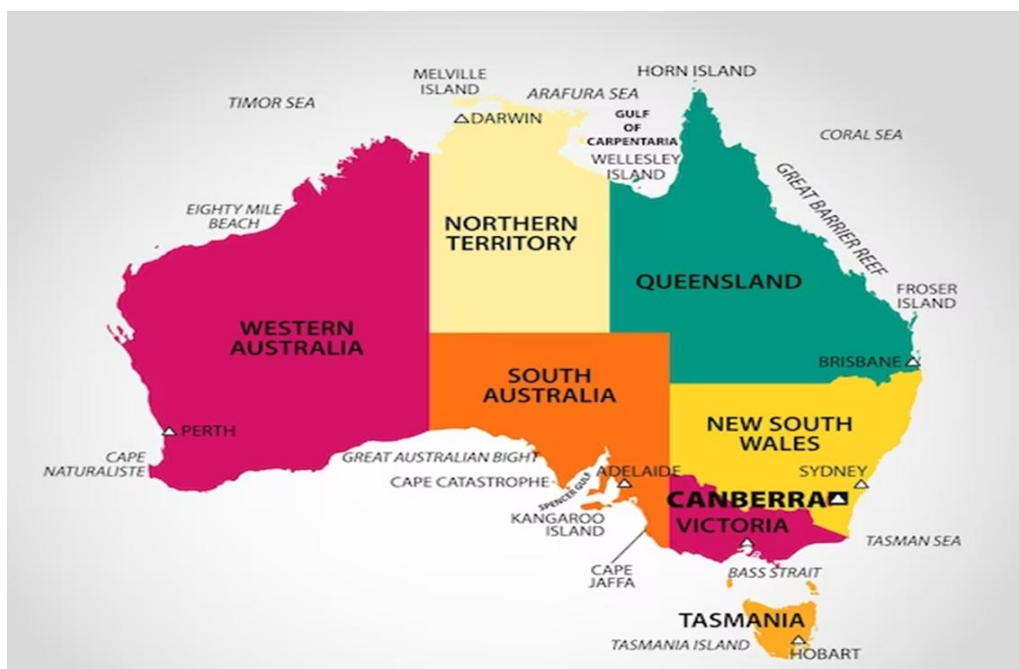 HORN ISLAND
MELVILLE
ISLAND
ARAFURA SEA
TIMOR SEA
DARWIN
GULF
OF
CARPENTARIA
CORAL SEA
WELLESLEY
ISLAND
GREAT BARRIER REEF
EIGHTY MILE
BEACH
NORTHERN
TERRITORY
QUEENSLAND
FROSER
ISLAND
WESTERN
AUSTRALIA
BRISBANE
SOUTH
AUSTRALIA
NEW SOUTH
WALES
PERTH
CAPE
NATURALISTE
GREAT AUSTRALIAN BIGHT
ADELAIDE
SYDNEY
CAPE CATASTROPHE
SPENCER GULF
CANBERRA
KANGAROO
ISLAND
VICTORIA
TASMAN SEA
CAPE
JAFFA
BASS STRAIT
TASMANIA
TASMANIA ISLAND
HOBART